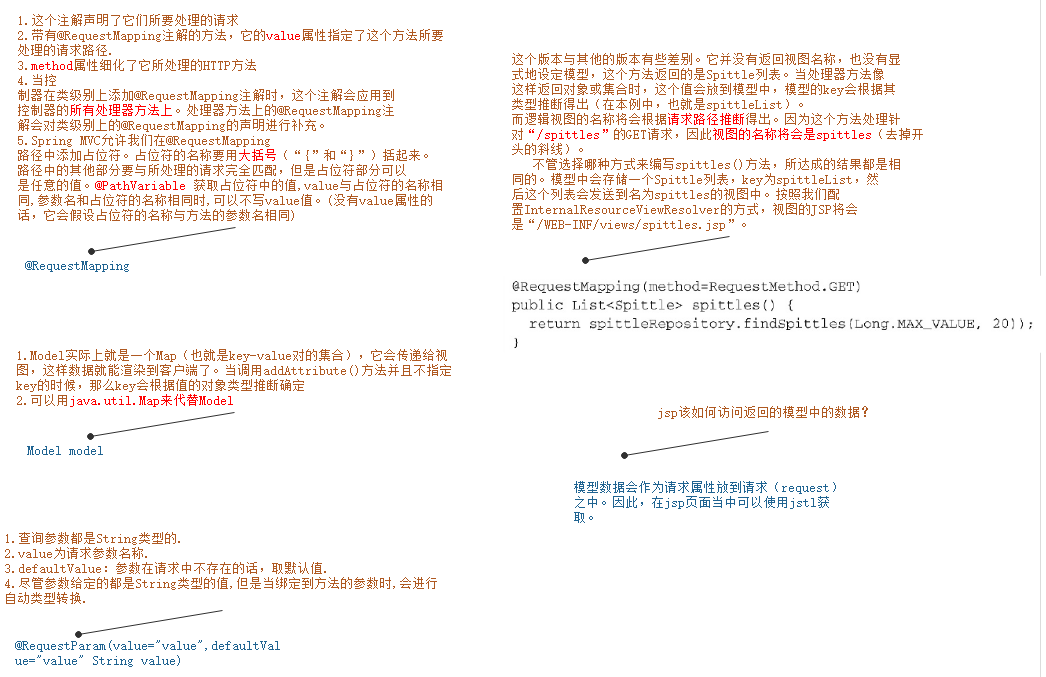 1.这个注解声明了它们所要处理的请求
2.带有@RequestMapping注解的方法，它的value属性指定了这个方法所要
处理的请求路径.
3.method属性细化了它所处理的HTTP方法
4.当控
制器在类级别上添加@RequestMapping注解时，这个注解会应用到
控制器的所有处理器方法上。处理器方法上的@RequestMapping注
解会对类级别上的@RequestMapping的声明进行补充。
5.Spring MVC允许我们在@RequestMapping
路径中添加占位符。占位符的名称要用大括号（“{”和“}”）括起来。
路径中的其他部分要与所处理的请求完全匹配，但是占位符部分可以
是任意的值。@PathVariable 获取占位符中的值,value与占位符的名称相
同,参数名和占位符的名称相同时,可以不写value值。(没有value属性的
话，它会假设占位符的名称与方法的参数名相同)
@RequestMapping
1.Model实际上就是一个Map（也就是key-value对的集合），它会传递给视
图，这样数据就能渲染到客户端了。当调用addAttribute()方法并且不指定
key的时候，那么key会根据值的对象类型推断确定
2.可以用java.util.Map来代替Model
Model model
1.查询参数都是String类型的.
2.value为请求参数名称.
3.defaultValue：参数在请求中不存在的话，取默认值.
4.尽管参数给定的都是String类型的值,但是当绑定到方法的参数时,会进行
自动类型转换.
@RequestParam(value="value",defaultVal
ue="value" String value)
这个版本与其他的版本有些差别。它并没有返回视图名称，也没有显
式地设定模型，这个方法返回的是Spittle列表。当处理器方法像
这样返回对象或集合时，这个值会放到模型中，模型的key会根据其
类型推断得出（在本例中，也就是spittleList）。
而逻辑视图的名称将会根据请求路径推断得出。因为这个方法处理针
对“/spittles”的GET请求，因此视图的名称将会是spittles（去掉开
头的斜线）。
不管选择哪种方式来编写spittles()方法，所达成的结果都是相
同的。模型中会存储一个Spittle列表，key为spittleList，然
后这个列表会发送到名为spittles的视图中。按照我们配
置InternalResourceViewResolver的方式，视图的JSP将会
是“/WEB-INF/views/spittles.jsp”。
@RequestMapping(method=RequestMethod.GET)
public List<Spittle> spittles() {
return spittleRepository.findSpittles(Long.MAX_VALUE, 20));
}
jsp该如何访问返回的模型中的数据？
模型数据会作为请求属性放到请求（request）
之中。因此，在jsp页面当中可以使用jstl获
取。